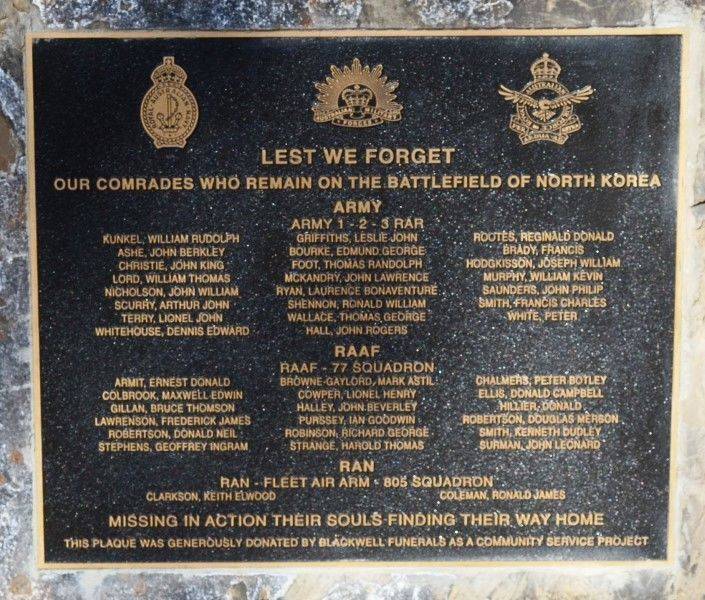 AUSTRALIAN MILITARY
FORCES
LEST WE FORGET
OUR COMRADES WHO REMAIN ON THE BATTLEFIELD OF NORTH KOREA
ARMY
ARMY 1 - 2 - 3 RAR
KUNKEL, WILLIAM RUDOLPH
ASHE, JOHN BERKLEY
CHRISTIE, JOHN KING
LORD, WILLIAM THOMAS
NICHOLSON, JOHN WILLIAM
SCURRY, ARTHUR JOHN
TERRY, LIONEL JOHN
WHITEHOUSE, DENNIS EDWARD
GRIFFITHS, LESLIE JOHN
BOURKE, EDMUND GEORGE
FOOT, THOMAS RANDOLPH
MCKANDRY, JOHN LAWRENCE
RYAN, LAURENCE BONAVENTURE
SHENNON, RONALD WILLIAM
WALLACE, THOMAS GEORGE
HALL, JOHN ROGERS
ROOTES, REGINALD DONALD
BRADY, FRANCIS
HODGKISSON, JOSEPH WILLIAM
MURPHY, WILLIAM KEVIN
SAUNDERS, JOHN PHILIP
SMITH, FRANCIS CHARLES
WHITE, PETER
RAAF
RAAF - 77 SQUADRON
ARMIT, ERNEST DONALD
COLBROOK, MAXWELL EDWIN
GILLAN, BRUCE THOMSON
LAWRENSON, FREDERICK JAMES
ROBERTSON, DONALD NEIL
STEPHENS, GEOFFREY INGRAM
BROWNE-GAYLORD, MARK ASTIL
COWPER, LIONEL HENRY
HALLEY, JOHN BEVERLEY
PURSSEY, IAN GOODWIN
ROBINSON, RICHARD GEORGE
STRANGE, HAROLD THOMAS
CHALMERS, PETER BOTLEY
ELLIS, DONALD CAMPBELL
HILLIER, DONALD
ROBERTSON, DOUGLAS MERSON
SMITH, KENNETH DUDLEY
SURMAN, JOHN LEONARD
RAN
RAN - FLEET AIR ARM - 805 SQUADRON
CLARKSON, KEITH ELWOOD
COLEMAN, RONALD JAMES
MISSING IN ACTION THEIR SOULS FINDING THEIR WAY HOME
THIS PLAQUE WAS GENEROUSLY DONATED BY BLACKWELL FUNERALS AS A COMMUNITY SERVICE PROJECT